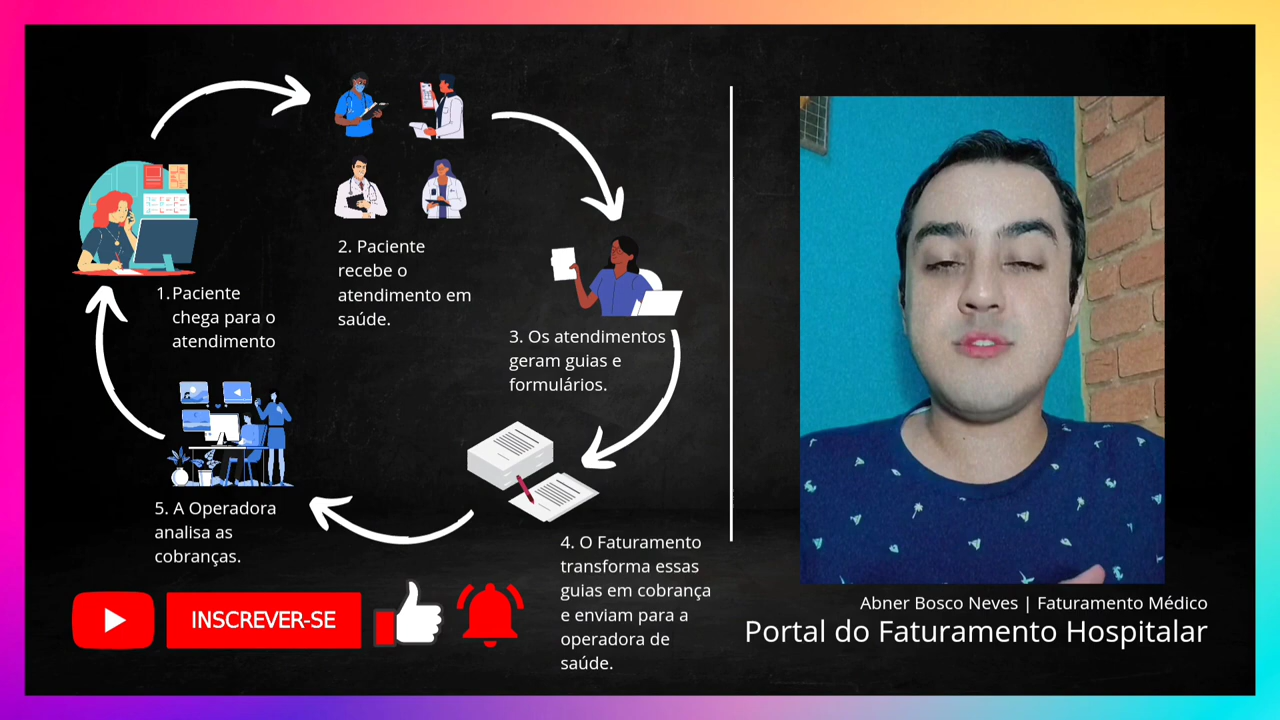 1. Paciente
chega para o
atendimento
2. Paciente
recebe o
atendimento em
saúde.
3. Os atendimentos
geram guias e
formulários.
4. O Faturamento
transforma essas
guias em cobrança
e enviam para a
operadora de
saúde.
5. A Operadora
analisa as
cobranças.
INSCREVER-SE
Abner Bosco Neves | Faturamento Médico
Portal do Faturamento Hospitalar